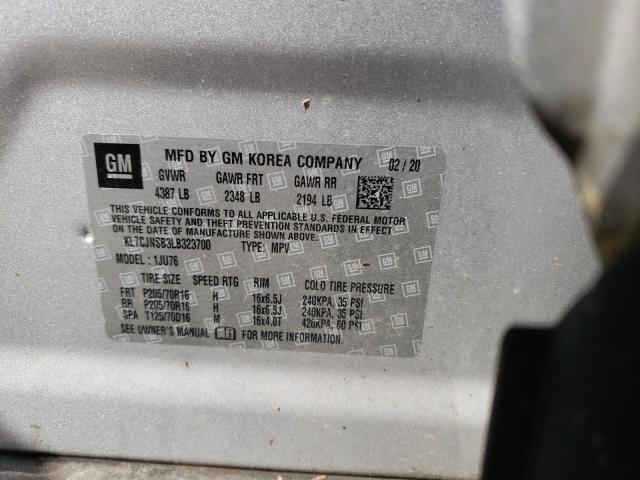 GM
MFD BY GM KOREA COMPANY 02/20
GVWR GAWR FRT GAWR RR
4387 LB 2348 LB 2194 LB
THIS VEHICLE CONFORMS TO ALL APPLICABLE U.S. FEDERAL MOTOR
VEHICLE SAFETY AND THEFT PREVENTION STANDARDS IN EFFECT
ON THE DATE OF MANUFACTURE SHOWN ABOVE.
KL7CJNSB3LB323700 TYPE: MPV
MODEL: 1JU76
TIRE SIZE SPEED RTG RIM COLD TIRE PRESSURE
FRT P205/70R16 H 16x6.5J 240KPA, 35 PSI
RR P205/70R16 H 16x6.5J 240KPA, 35 PSI
SPA T125/70D16 M 16x4.0T 420KPA, 60 PSI
SEE OWNER'S MANUAL FOR MORE INFORMATION.